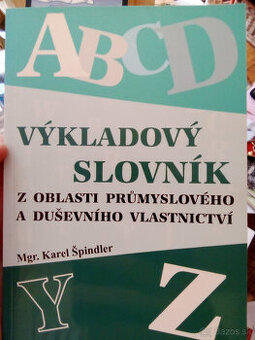 ABCD
VÝKLADOVÝ
SLOVNÍK
Z OBLASTI PRŮMYSLOVÉHO
A DUŠEVNÍHO VLASTNICTVÍ
Mgr. Karel Špindler
Y Z